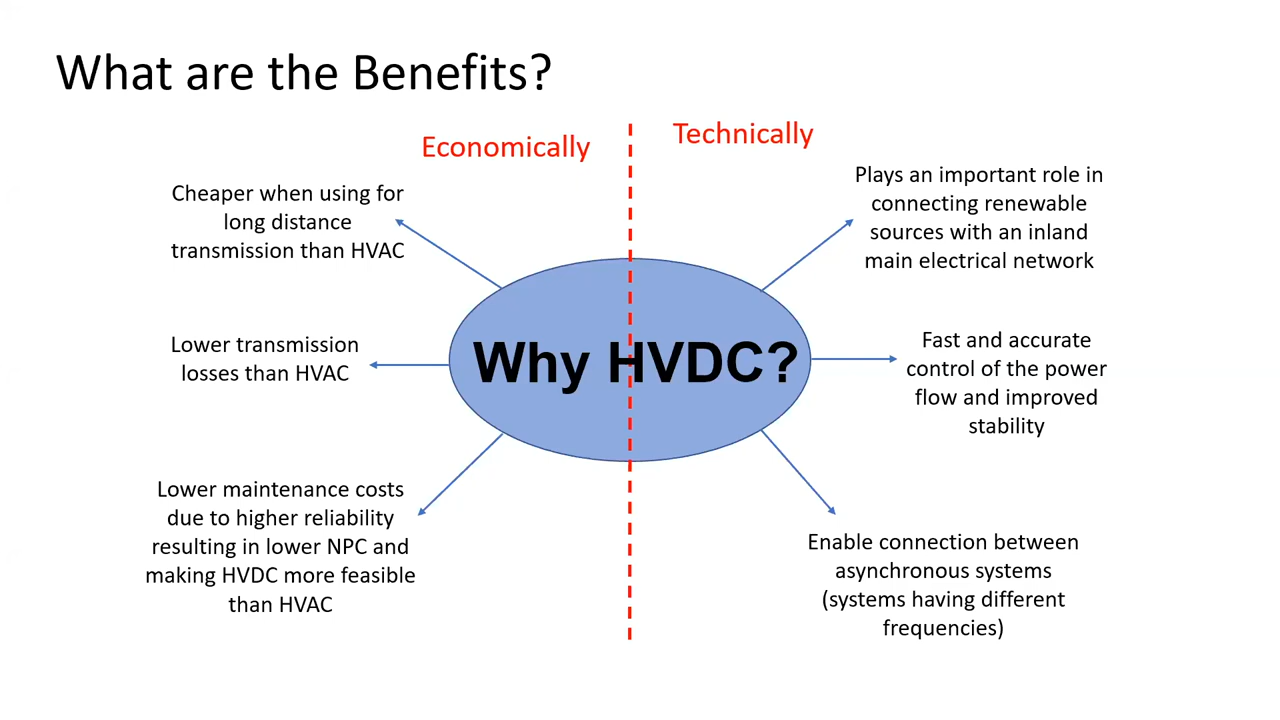 What are the Benefits?
Economically
Cheaper when using for
long distance
transmission than HVAC
Lower transmission
losses than HVAC
Lower maintenance costs
due to higher reliability
resulting in lower NPC and
making HVDC more feasible
than HVAC
Why HVDC?
Technically
Plays an important role in
connecting renewable
sources with an inland
main electrical network
Fast and accurate
control of the power
flow and improved
stability
Enable connection between
asynchronous systems
(systems having different
frequencies)